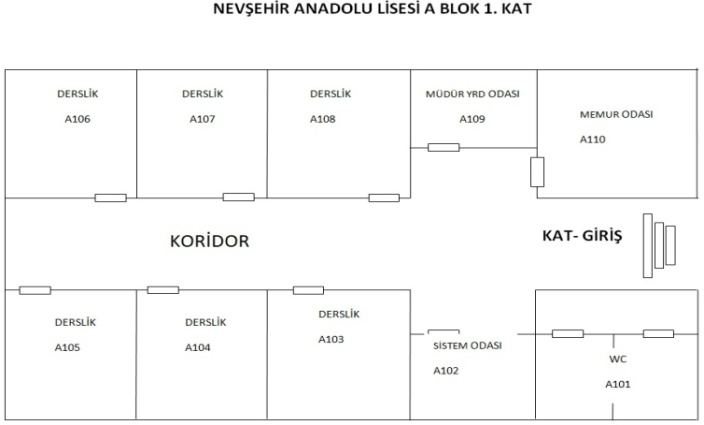 NEVŞEHİR ANADOLU LİSESİ A BLOK 1. KAT
DERSLİK
A106
DERSLİK
A107
DERSLİK
A108
MÜDÜR YRD ODASI
A109
MEMUR ODASI
A110
KORİDOR
KAT- GİRİŞ
DERSLİK
A105
DERSLİK
A104
DERSLİK
A103
SİSTEM ODASI
A102
WC
A101